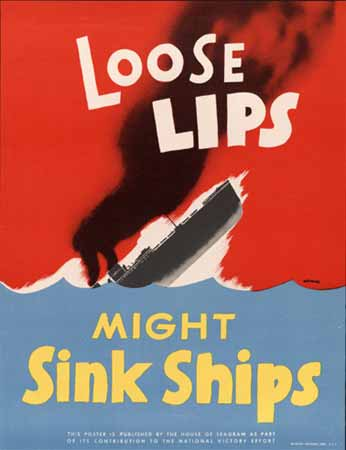 LOOSE
LIPS
MIGHT
Sink Ships
THIS POSTER IS PUBLISHED BY THE HOUSE OF SEAGRAM AS PART
OF ITS CONTRIBUTION TO THE NATIONAL VICTORY EFFORT